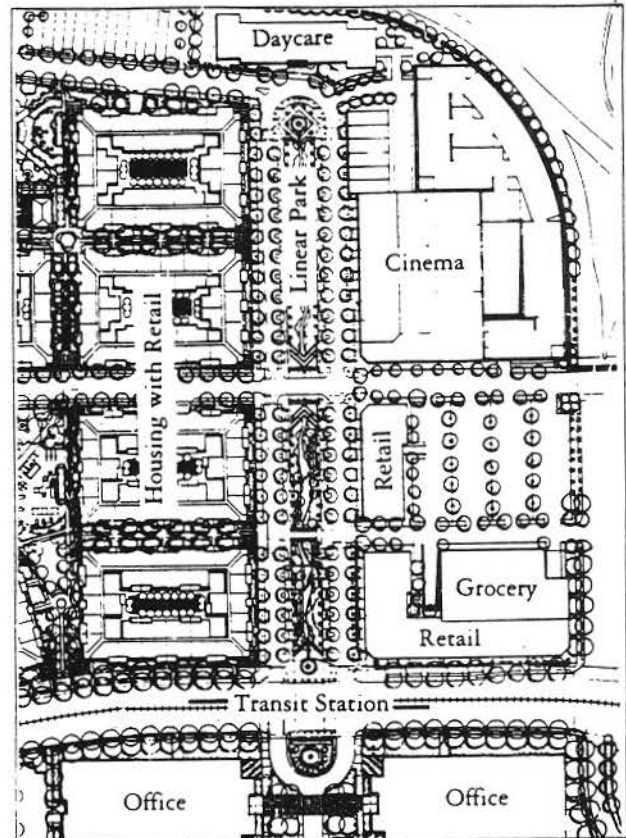 Daycare
Linear Park
Cinema
Housing with Retail
Retail
Grocery
Retail
Transit Station
Office
Office